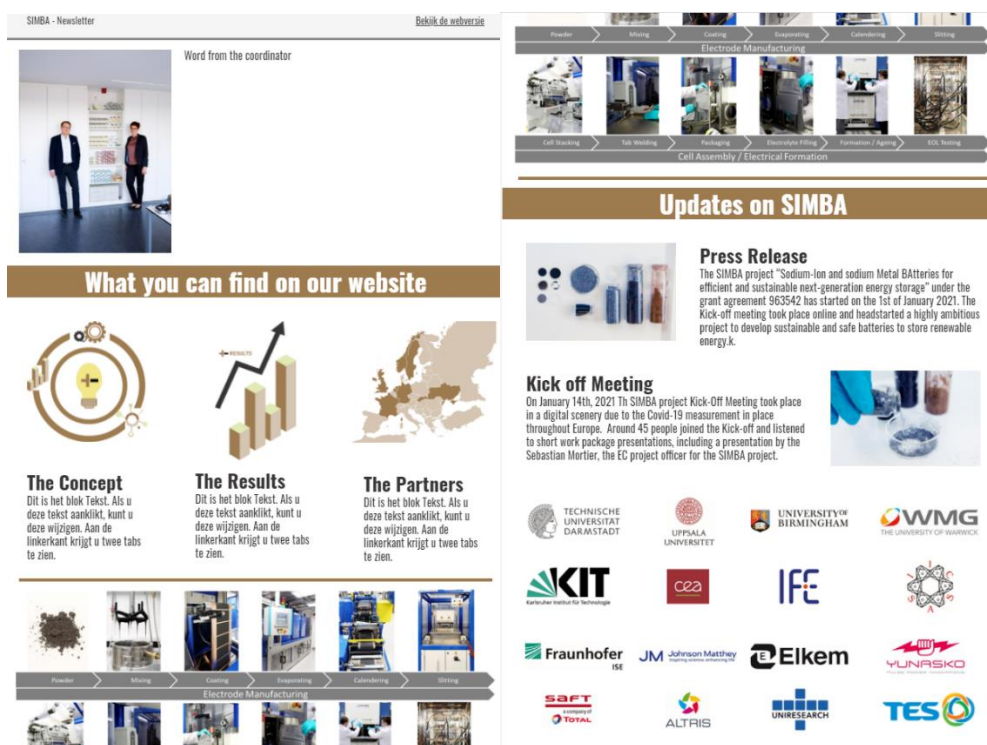 SIMBA - Newsletter
Bekijk de webversie
Word from the coordinator
What you can find on our website
RESULTS
The Concept
Dit is het blok Tekst. Als u
deze tekst aanklikt, kunt u
deze wijzigen. Aan de
linkerkant krijgt u twee tabs
te zien.
The Results
Dit is het blok Tekst. Als u
deze tekst aanklikt, kunt u
deze wijzigen. Aan de
linkerkant krijgt u twee tabs
te zien.
The Partners
Dit is het blok Tekst. Als u
deze tekst aanklikt, kunt u
deze wijzigen. Aan de
linkerkant krijgt u twee tabs
te zien.
Powder
Mixing
Coating
Evaporating
Calendering
Slitting
Electrode Manufacturing
Powder
Mixing
Coating
Evaporating
Calendering
Slitting
Electrode Manufacturing
Cell Stacking
Tab Welding
Packaging
Electrolyte Filling
Formation / Ageing
EOL Testing
Cell Assembly / Electrical Formation
Updates on SIMBA
Press Release
The SIMBA project “Sodium-Ion and sodium Metal BAtteries for
efficient and sustainable next-generation energy storage” under the
grant agreement 963542 has started on the 1st of January 2021. The
Kick-off meeting took place online and headstarted a highly ambitious
project to develop sustainable and safe batteries to store renewable
energy.k.
Kick off Meeting
On January 14th, 2021 Th SIMBA project Kick-Off Meeting took place
in a digital scenery due to the Covid-19 measurement in place
throughout Europe. Around 45 people joined the Kick-off and listened
to short work package presentations, including a presentation by the
Sebastian Mortier, the EC project officer for the SIMBA project.
TECHNISCHE
UNIVERSITÄT
DARMSTADT
UPPSALA
UNIVERSITET
UNIVERSITY OF
BIRMINGHAM
WMG
THE UNIVERSITY OF WARWICK
KIT
Karlsruher Institut für Technologie
cea
IFE
Fraunhofer
ISE
JM Johnson Matthey
Inspiring science, enhancing life
Elkem
YUNASKO
SAFT
a company of
TOTAL
ALTRIS
UNIRESEARCH
TES